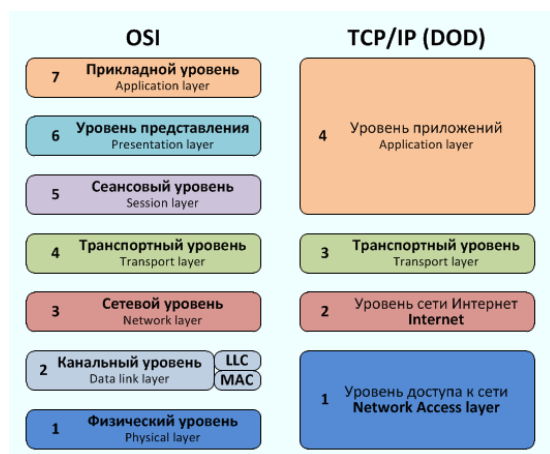 OSI
7
Прикладной уровень
Application layer
6
Уровень представления
Presentation layer
5
Сеансовый уровень
Session layer
4
Транспортный уровень
Transport layer
3
Сетевой уровень
Network layer
2
Канальный уровень
Data link layer
LLC
MAC
1
Физический уровень
Physical layer
TCP/IP (DOD)
4
Уровень приложений
Application layer
3
Транспортный уровень
Transport layer
2
Уровень сети Интернет
Internet
1
Уровень доступа к сети
Network Access layer